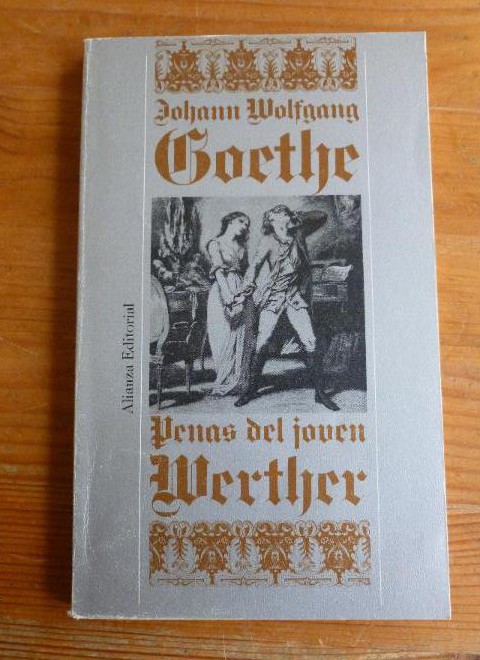 Johann Wolfgang
Goethe
Alianza Editorial
Penas del joven
Werther